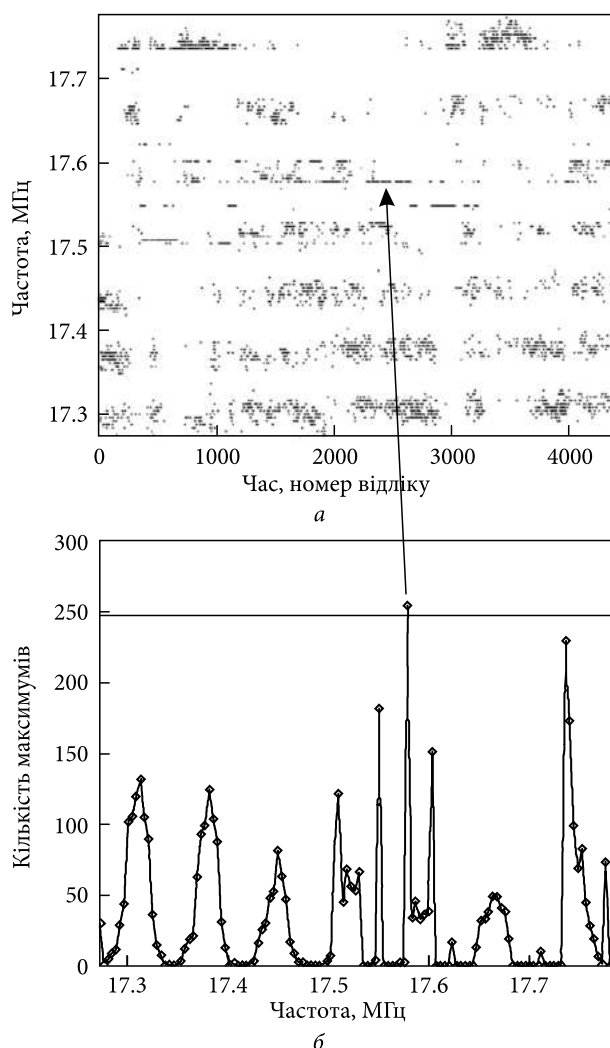 17.7
17.6
17.5
17.4
17.3
Частота, МГц
0 1000 2000 3000 4000
Час, номер відліку
а
300
250
200
150
100
50
0
Кількість максимумів
17.3 17.4 17.5 17.6 17.7
Частота, МГц
б